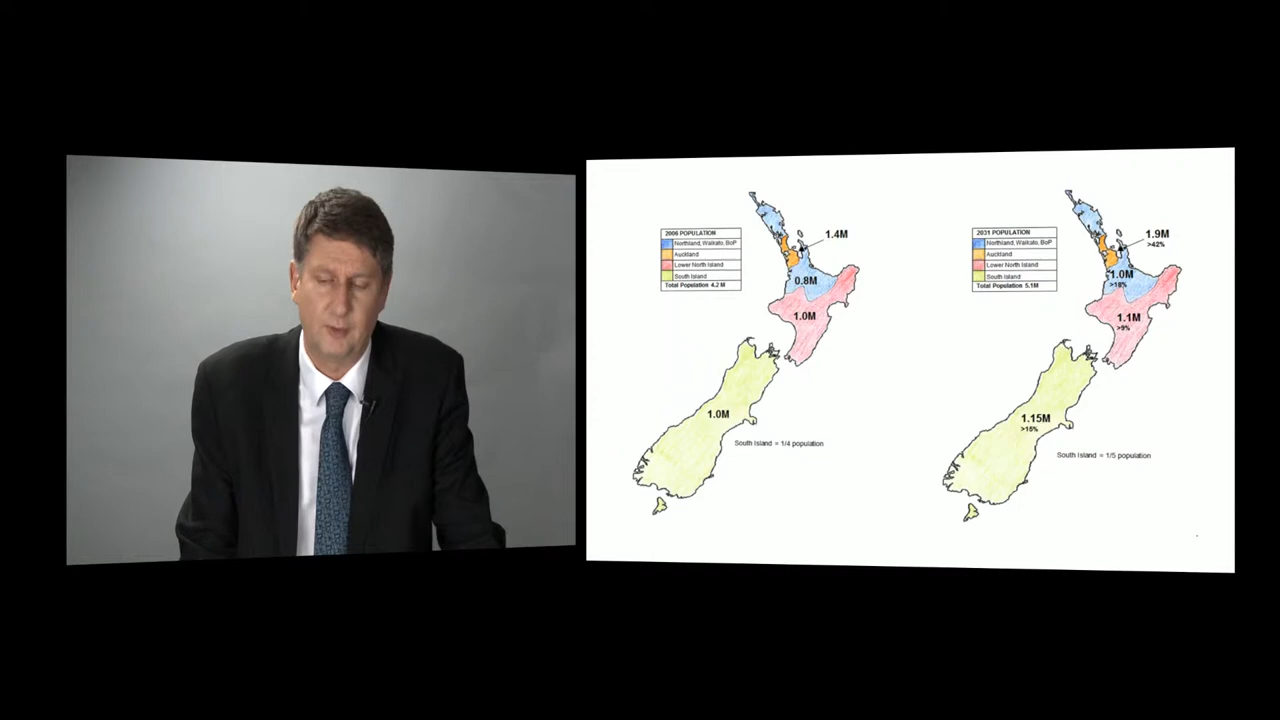 2006 POPULATION
Northland, Waikato, BoP
Auckland
Lower North Island
South Island
Total Population 4.2 M
1.4M
0.8M
1.0M
1.0M
South Island = 1/4 population
2031 POPULATION
Northland, Waikato, BoP
Auckland
Lower North Island
South Island
Total Population 5.1M
1.9M
>42%
1.0M
>18%
1.1M
>9%
1.15M
>15%
South Island = 1/5 population